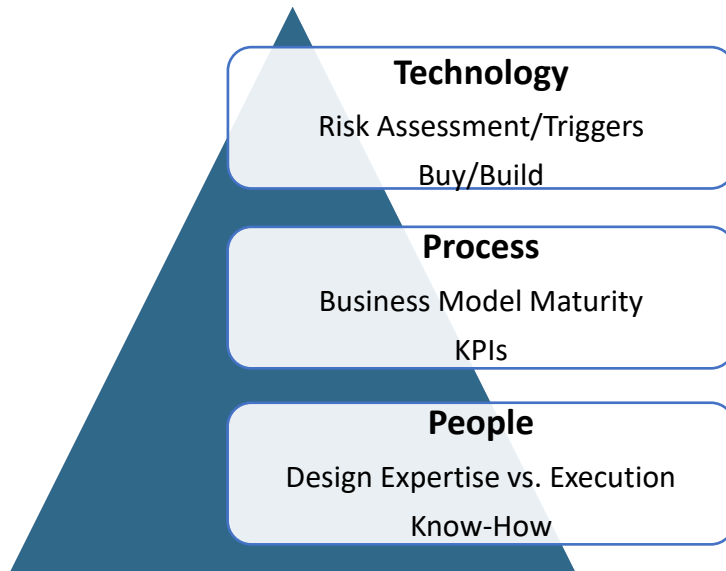 Technology
Risk Assessment/Triggers
Buy/Build
Process
Business Model Maturity
KPIs
People
Design Expertise vs. Execution
Know-How